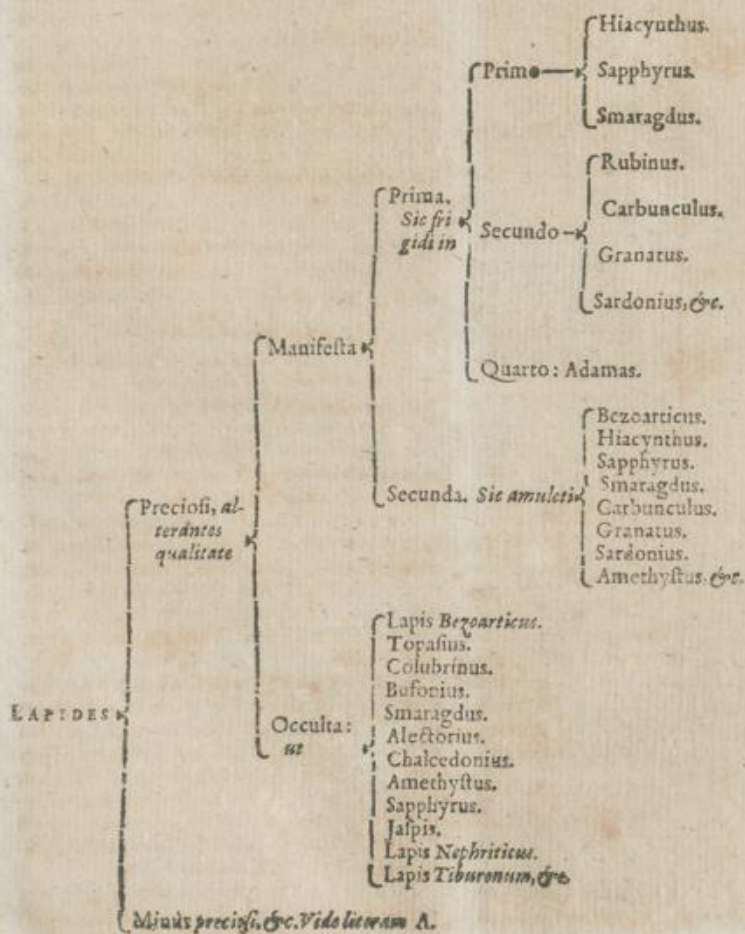 LAPIDES
Preciosi, al-
terántes
qualitate
Manifesta
Prima.
Sic fri
gidi in
Primo
Hiacynthus.
Sapphyrus.
Smaragdus.
Secundo
Rubinus.
Carbunculus.
Granatus.
Sardonius, &c.
Quarto: Adamas.
Secunda. Sic amuleti
Bezoarticus.
Hiacynthus.
Sapphyrus.
Smaragdus.
Carbunculus.
Granatus.
Sardonius.
Amethystus, &c.
Occulta:
ut
Lapis Bezoarticus.
Topasius.
Colubrinus.
Bufonius.
Smaragdus.
Alectorius.
Chalcedonius.
Amethystus.
Sapphyrus.
Jaspis.
Lapis Nephriticus.
Lapis Tiburonum, &c
Minùs preciosi, &c. Vide literam A.